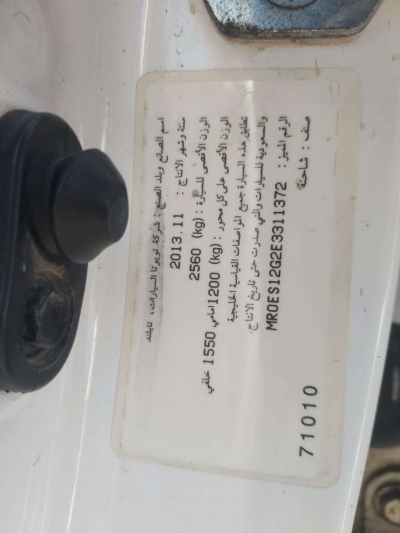 اسم الصانع وبلد الصنع : شركة تويوتا السيارات ، تايلند
سنة وشهر الانتاج : 2013.11
الوزن الأقصى للسيارة : (kg) 2560
الوزن الأقصى على كل محور : (kg) 1200 امامي 1550 خلفي
تطابق هذه السيارة جميع المواصفات القياسية الخليجية
والسعودية للسيارات والتي صدرت حتى تاريخ الانتاج.
الرقم المميز : MR0ES12G2E3311372
صنف : شاحنة
71010